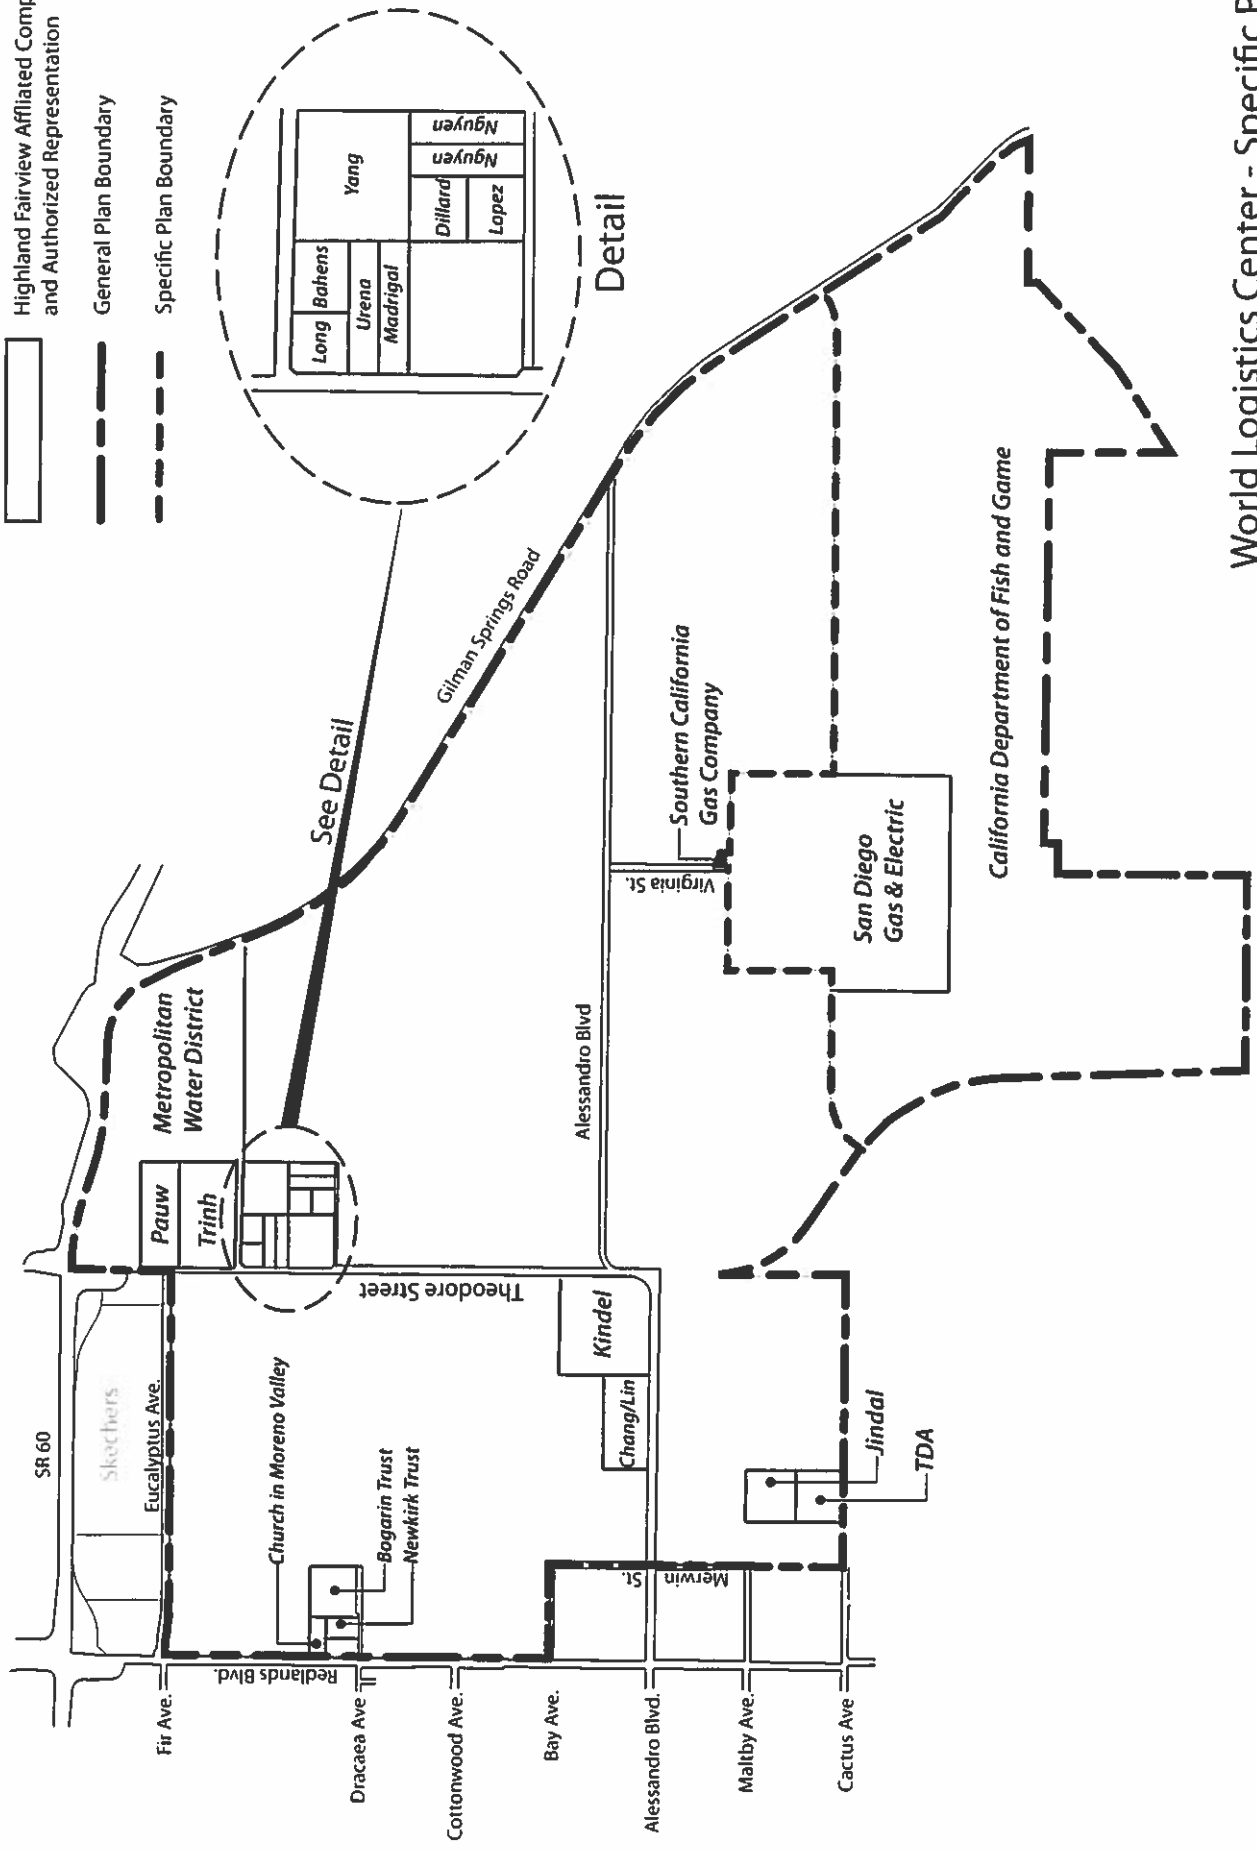 Highland Fairview Affliated Comp
and Authorized Representation
General Plan Boundary
Specific Plan Boundary
Long
Bahens
Yang
Urena
Madrigal
Dillard
Lopez
Nguyen
Nguyen
Detail
See Detail
SR 60
Skechers
Eucalyptus Ave.
Pauw
Trinh
Metropolitan
Water District
Gilman Springs Road
Theodore Street
Church in Moreno Valley
Bogarin Trust
Newkirk Trust
Redlands Blvd.
Fir Ave.
Dracaea Ave
Cottonwood Ave.
Bay Ave.
Alessandro Blvd.
Maltby Ave.
Cactus Ave
Kindel
Chang/Lin
Alessandro Blvd
Merwin St.
Jindal
TDA
Virginia St.
Southern California
Gas Company
San Diego
Gas & Electric
California Department of Fish and Game
World Logistics Center - Specific P